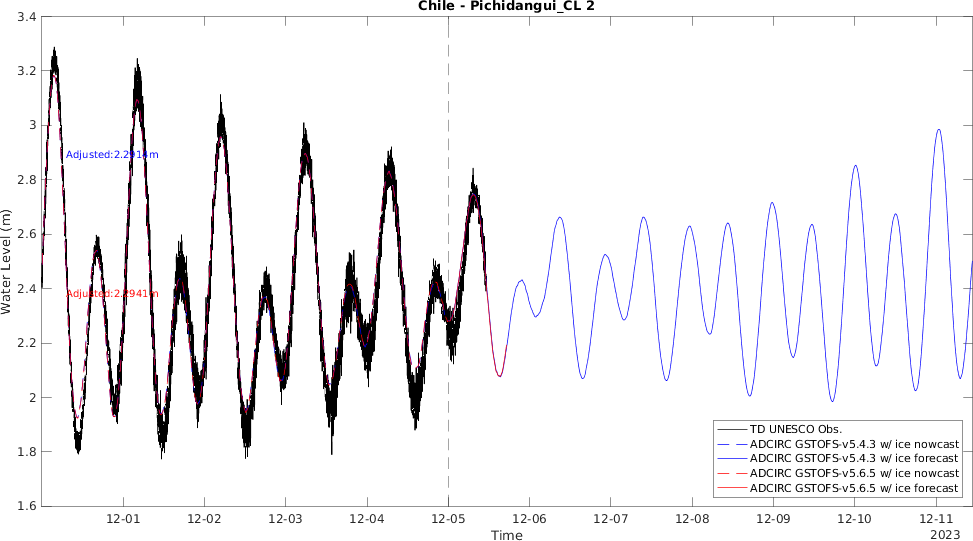 Chile - Pichidangui_CL 2
3.4
3.2
3
2.8
2.6
2.4
2.2
2
1.8
1.6
Water Level (m)
Adjusted:2.2914m
Adjusted:2.2941m
TD UNESCO Obs.
ADCIRC GSTOFS-v5.4.3 w/ ice nowcast
ADCIRC GSTOFS-v5.4.3 w/ ice forecast
ADCIRC GSTOFS-v5.6.5 w/ ice nowcast
ADCIRC GSTOFS-v5.6.5 w/ ice forecast
12-01 12-02 12-03 12-04 12-05 12-06 12-07 12-08 12-09 12-10 12-11
2023
Time